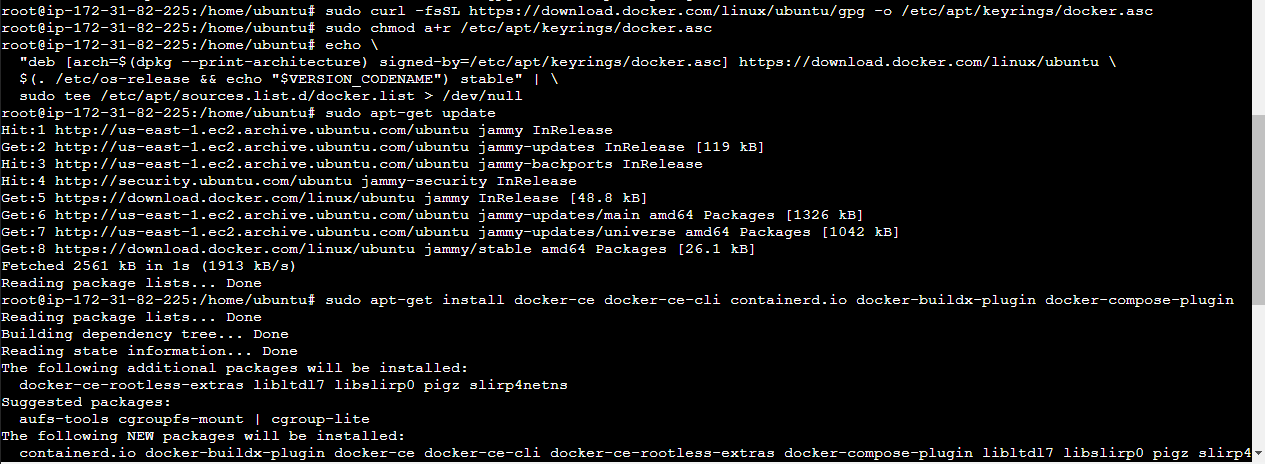 root@ip-172-31-82-225:/home/ubuntu# sudo curl -fsSL https://download.docker.com/linux/ubuntu/gpg -o /etc/apt/keyrings/docker.asc
root@ip-172-31-82-225:/home/ubuntu# sudo chmod a+r /etc/apt/keyrings/docker.asc
root@ip-172-31-82-225:/home/ubuntu# echo \
  "deb [arch=$(dpkg --print-architecture) signed-by=/etc/apt/keyrings/docker.asc] https://download.docker.com/linux/ubuntu \
  $(. /etc/os-release && echo "$VERSION_CODENAME") stable" | \
  sudo tee /etc/apt/sources.list.d/docker.list > /dev/null
root@ip-172-31-82-225:/home/ubuntu# sudo apt-get update
Hit:1 http://us-east-1.ec2.archive.ubuntu.com/ubuntu jammy InRelease
Get:2 http://us-east-1.ec2.archive.ubuntu.com/ubuntu jammy-updates InRelease [119 kB]
Hit:3 http://us-east-1.ec2.archive.ubuntu.com/ubuntu jammy-backports InRelease
Hit:4 http://security.ubuntu.com/ubuntu jammy-security InRelease
Get:5 https://download.docker.com/linux/ubuntu jammy InRelease [48.8 kB]
Get:6 http://us-east-1.ec2.archive.ubuntu.com/ubuntu jammy-updates/main amd64 Packages [1326 kB]
Get:7 http://us-east-1.ec2.archive.ubuntu.com/ubuntu jammy-updates/universe amd64 Packages [1042 kB]
Get:8 https://download.docker.com/linux/ubuntu jammy/stable amd64 Packages [26.1 kB]
Fetched 2561 kB in 1s (1913 kB/s)
Reading package lists... Done
root@ip-172-31-82-225:/home/ubuntu# sudo apt-get install docker-ce docker-ce-cli containerd.io docker-buildx-plugin docker-compose-plugin
Reading package lists... Done
Building dependency tree... Done
Reading state information... Done
The following additional packages will be installed:
  docker-ce-rootless-extras libltdl7 libslirp0 pigz slirp4netns
Suggested packages:
  aufs-tools cgroupfs-mount | cgroup-lite
The following NEW packages will be installed:
  containerd.io docker-buildx-plugin docker-ce docker-ce-cli docker-ce-rootless-extras docker-compose-plugin libltdl7 libslirp0 pigz slirp4